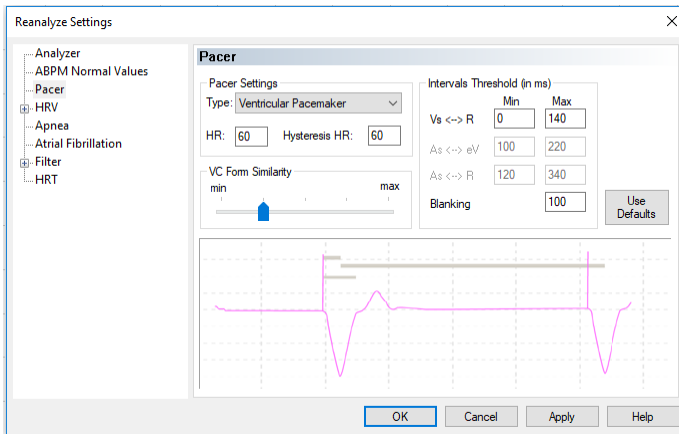 Reanalyze Settings
Analyzer
ABPM Normal Values
Pacer
HRV
Apnea
Atrial Fibrillation
Filter
HRT
Pacer
Pacer Settings
Type: Ventricular Pacemaker
HR: 60 Hysteresis HR: 60
VC Form Similarity
min max
Intervals Threshold (in ms)
Min Max
Vs <--> R 0 140
As <--> eV 100 220
As <--> R 120 340
Blanking 100
Use
Defaults
OK Cancel Apply Help